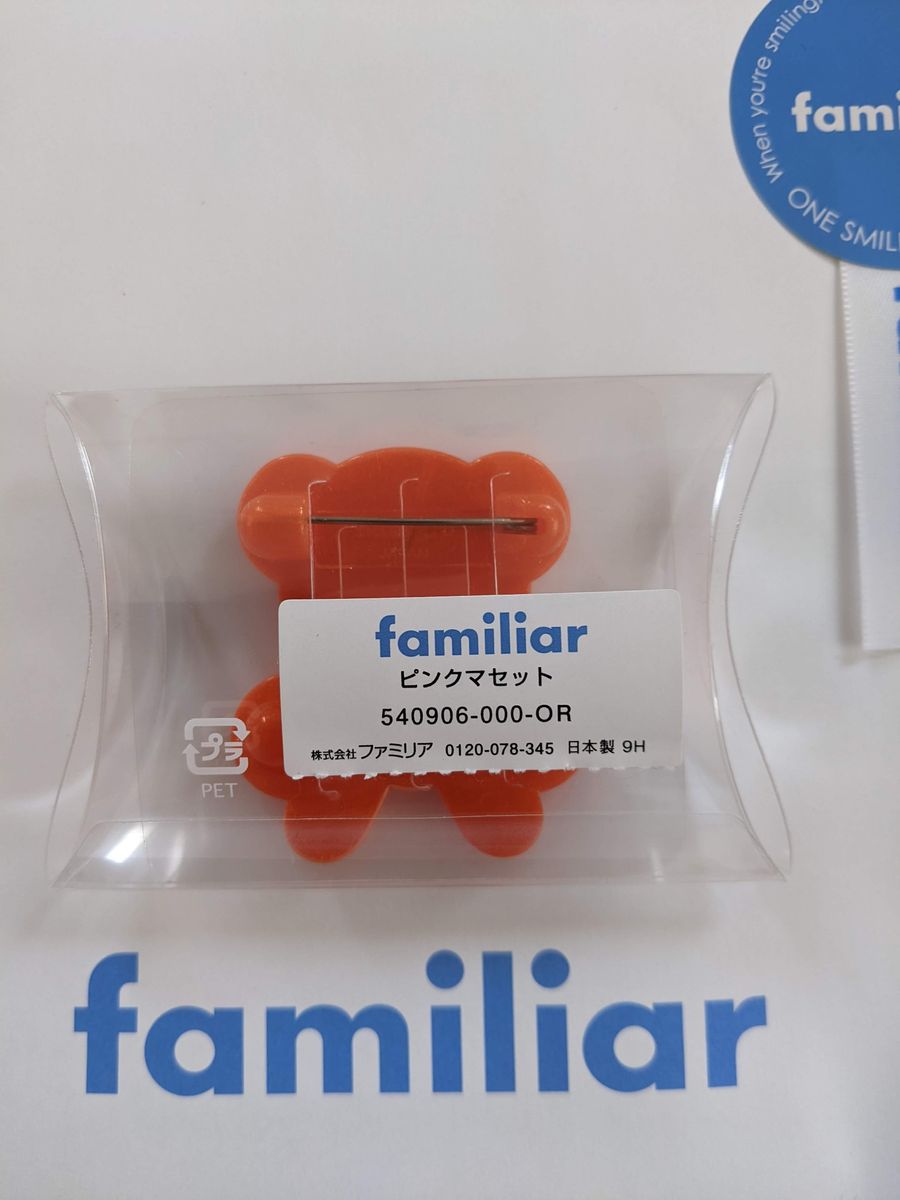 When you're smiling,
fami
ONE SMIL
familiar
ピンクマセット
540906-000-OR
株式会社ファミリア 0120-078-345 日本製 9H
プラ
PET
familiar